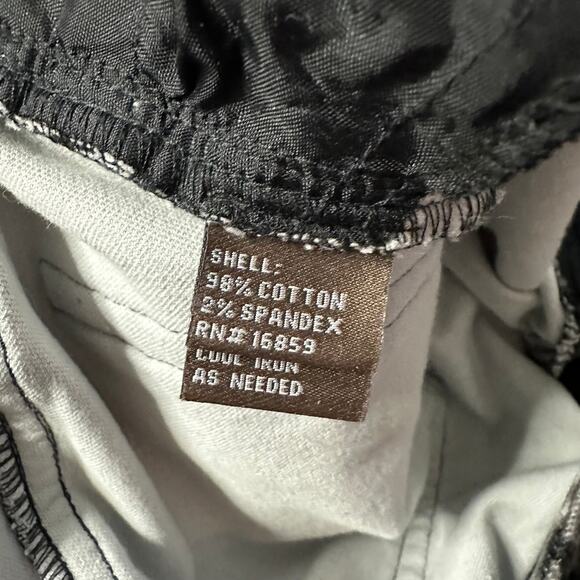 SHELL:
98% COTTON
2% SPANDEX
RN# 16859
COOL IRON
AS NEEDED